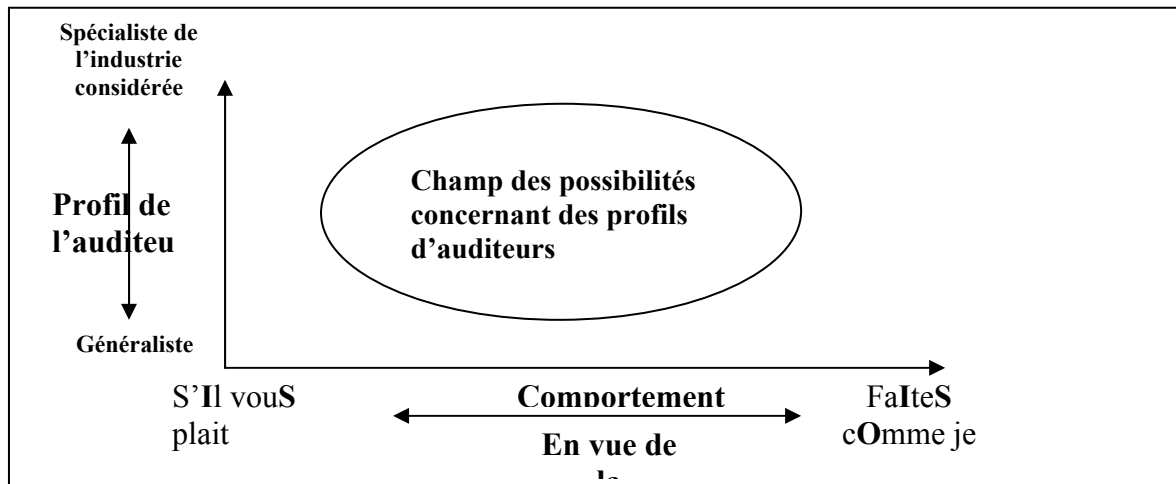 Spécialiste de
l'industrie
considérée
Profil de
l'auditeu
Généraliste
Champ des possibilités
concernant des profils
d'auditeurs
S'Il vouS
plait
Comportement
En vue de
la
FaIteS
cOmme je